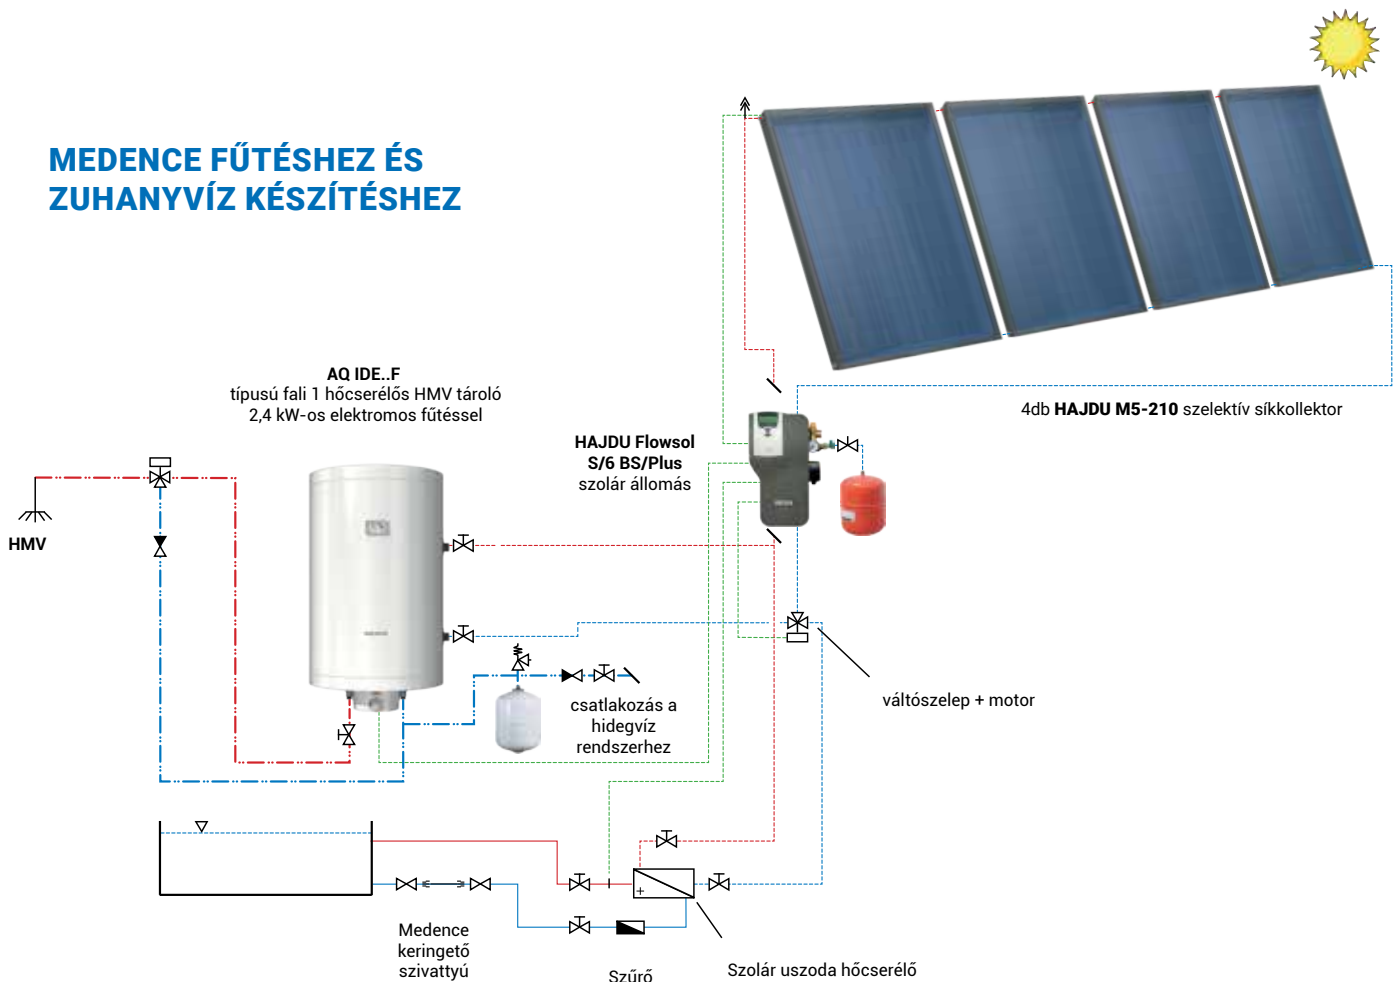 MEDENCE FŰTÉSHEZ ÉS
ZUHANYVÍZ KÉSZÍTÉSHEZ
AQ IDE..F
típusú fali 1 hőcserélős HMV tároló
2,4 kW-os elektromos fűtéssel
4db HAJDU M5-210 szelektív síkkollektor
HAJDU Flowsol
S/6 BS/Plus
szolár állomás
HMV
csatlakozás a
hidegvíz
rendszerhez
váltószelep + motor
+
Medence
keringető
szivattyú
Szűrő
Szolár uszoda hőcserélő